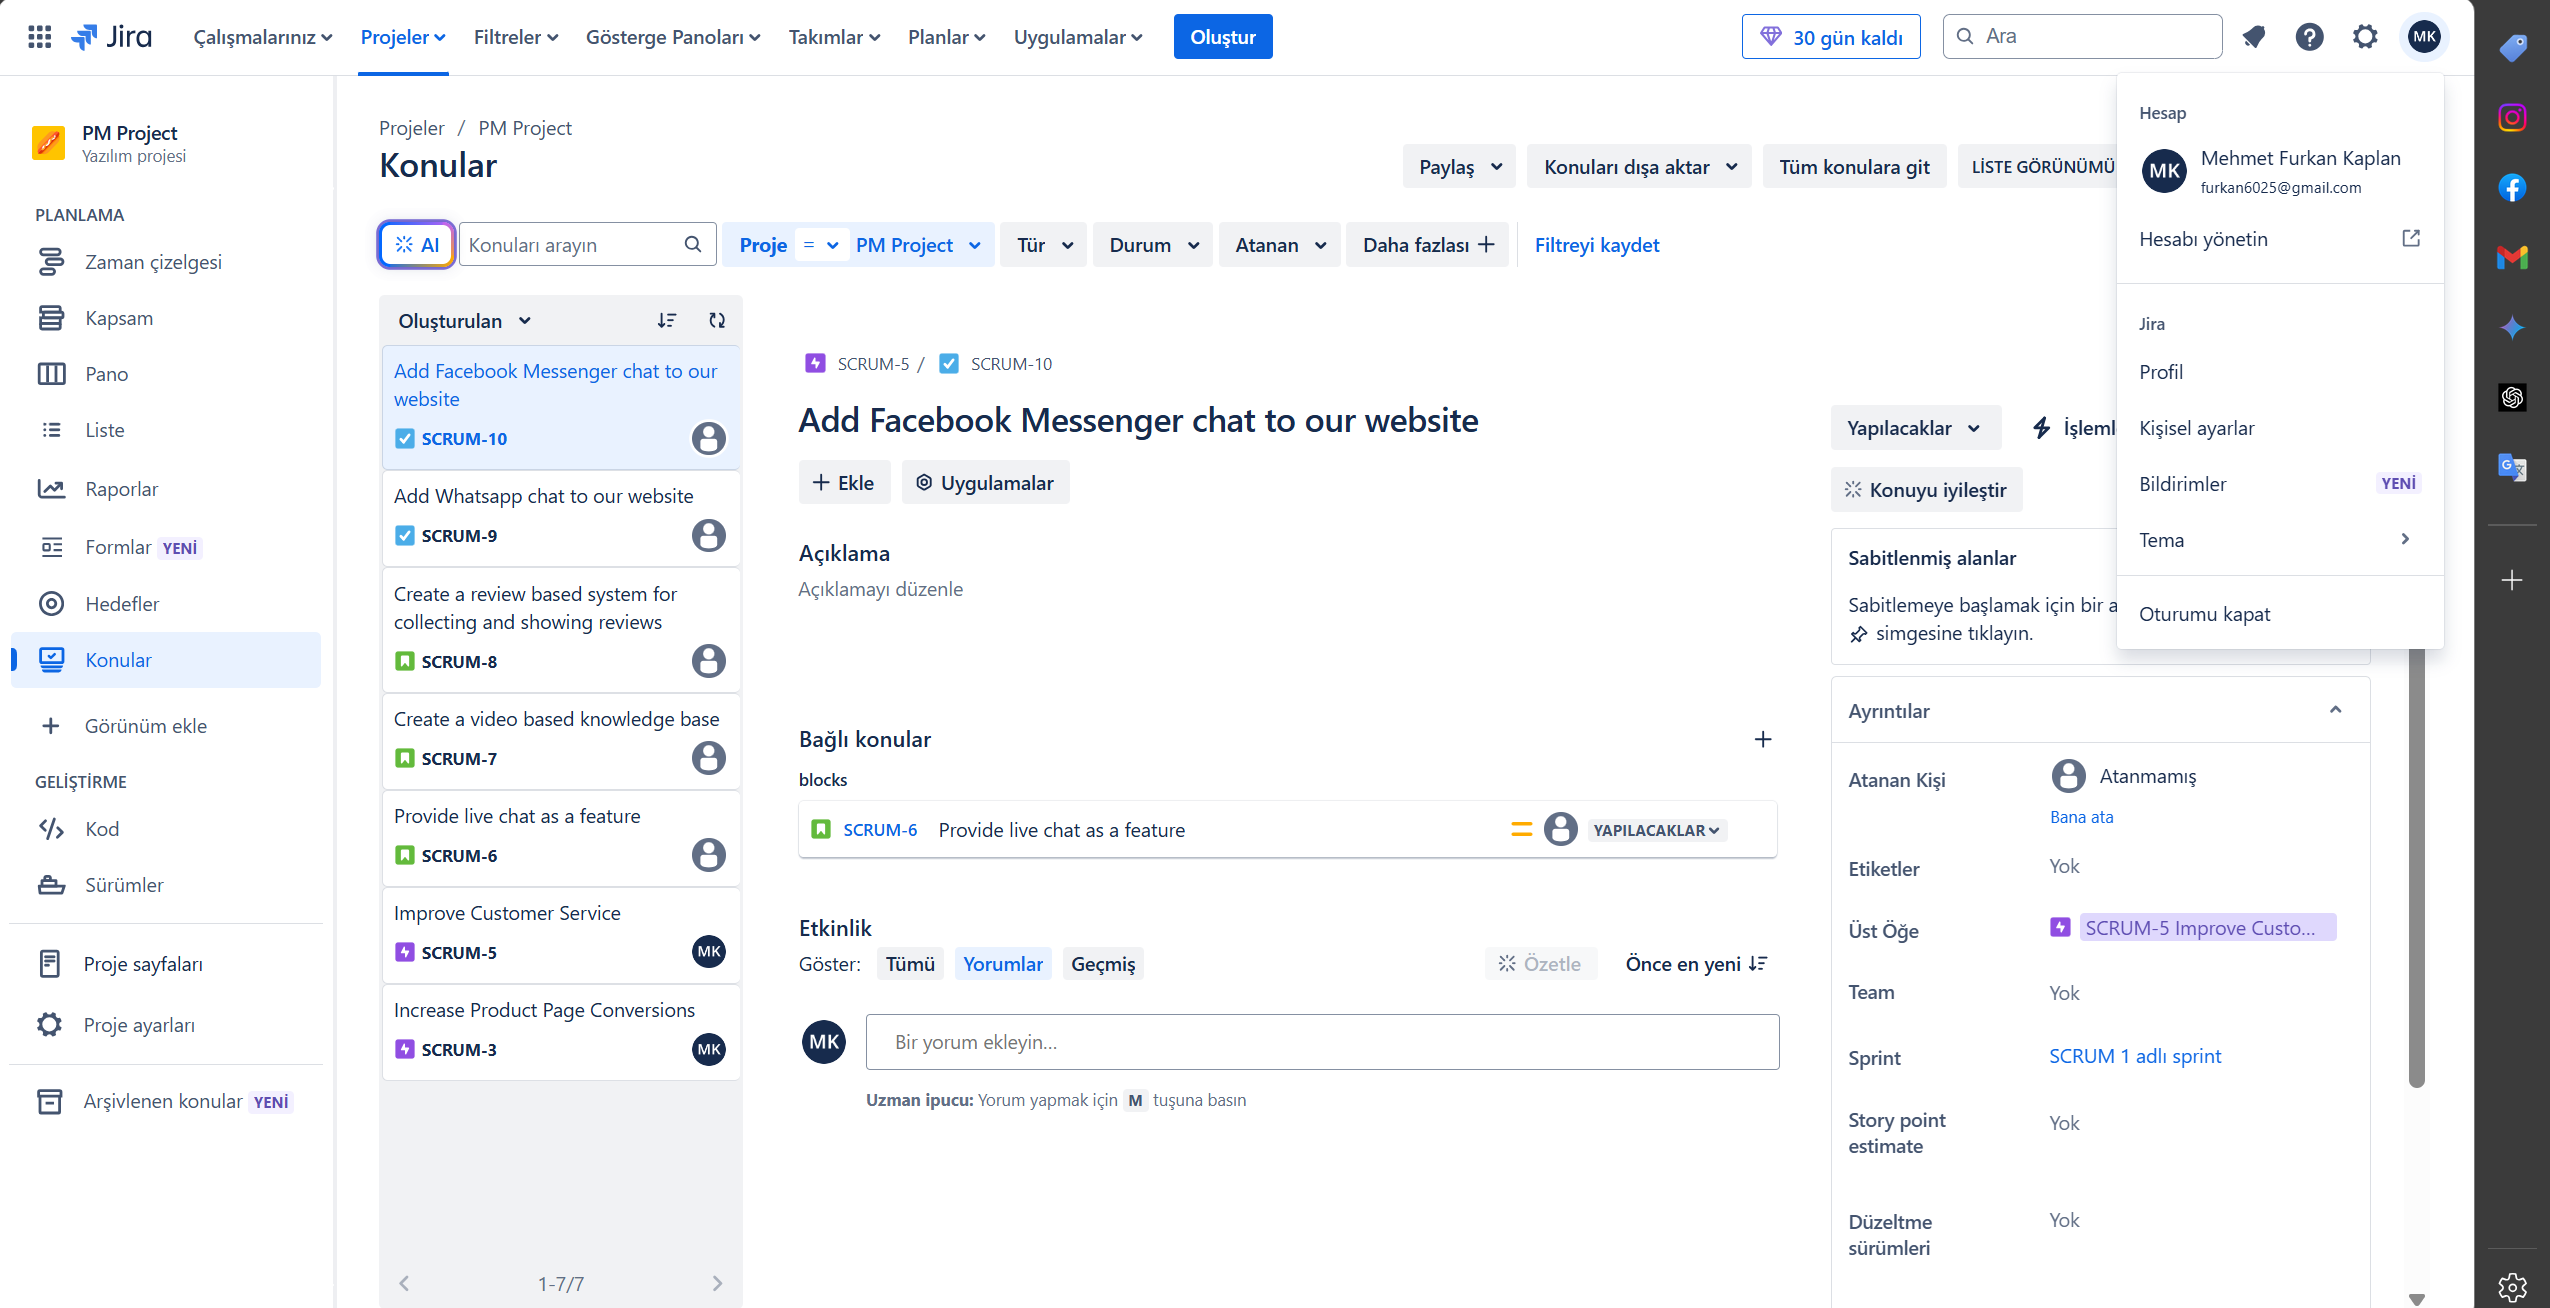 Jira
Çalışmalarınız
Projeler
Filtreler
Gösterge Panoları
Takımlar
Planlar
Uygulamalar
Oluştur
30 gün kaldı
Ara
MK
PM Project
Yazılım projesi
PLANLAMA
Zaman çizelgesi
Kapsam
Pano
Liste
Raporlar
Formlar YENİ
Hedefler
Konular
Görünüm ekle
GELİŞTİRME
Kod
Sürümler
Proje sayfaları
Proje ayarları
Arşivlenen konular YENİ
Projeler / PM Project
Konular
Paylaş
Konuları dışa aktar
Tüm konulara git
LİSTE GÖRÜNÜMÜ
AI
Konuları arayın
Proje = PM Project
Tür
Durum
Atanan
Daha fazlası
Filtreyi kaydet
Oluşturulan
Add Facebook Messenger chat to our
website
SCRUM-10
Add Whatsapp chat to our website
SCRUM-9
Create a review based system for
collecting and showing reviews
SCRUM-8
Create a video based knowledge base
SCRUM-7
Provide live chat as a feature
SCRUM-6
Improve Customer Service
SCRUM-5
MK
Increase Product Page Conversions
SCRUM-3
MK
1-7/7
SCRUM-5 / SCRUM-10
Add Facebook Messenger chat to our website
Ekle
Uygulamalar
Açıklama
Açıklamayı düzenle
Bağlı konular
blocks
SCRUM-6 Provide live chat as a feature
YAPILACAKLAR
Etkinlik
Göster: Tümü Yorumlar Geçmiş
Özetle
Önce en yeni
MK
Bir yorum ekleyin...
Uzman ipucu: Yorum yapmak için M tuşuna basın
Yapılacaklar
İşleml
Konuyu iyileştir
Sabitlenmiş alanlar
Sabitlemeye başlamak için bir a
simgesine tıklayın.
Ayrıntılar
Atanan Kişi
Atanmamış
Bana ata
Etiketler
Yok
Üst Öğe
SCRUM-5 Improve Custo...
Team
Yok
Sprint
SCRUM 1 adlı sprint
Story point
estimate
Yok
Düzeltme
sürümleri
Yok
Hesap
MK
Mehmet Furkan Kaplan
furkan6025@gmail.com
Hesabı yönetin
Jira
Profil
Kişisel ayarlar
Bildirimler YENİ
Tema
Oturumu kapat